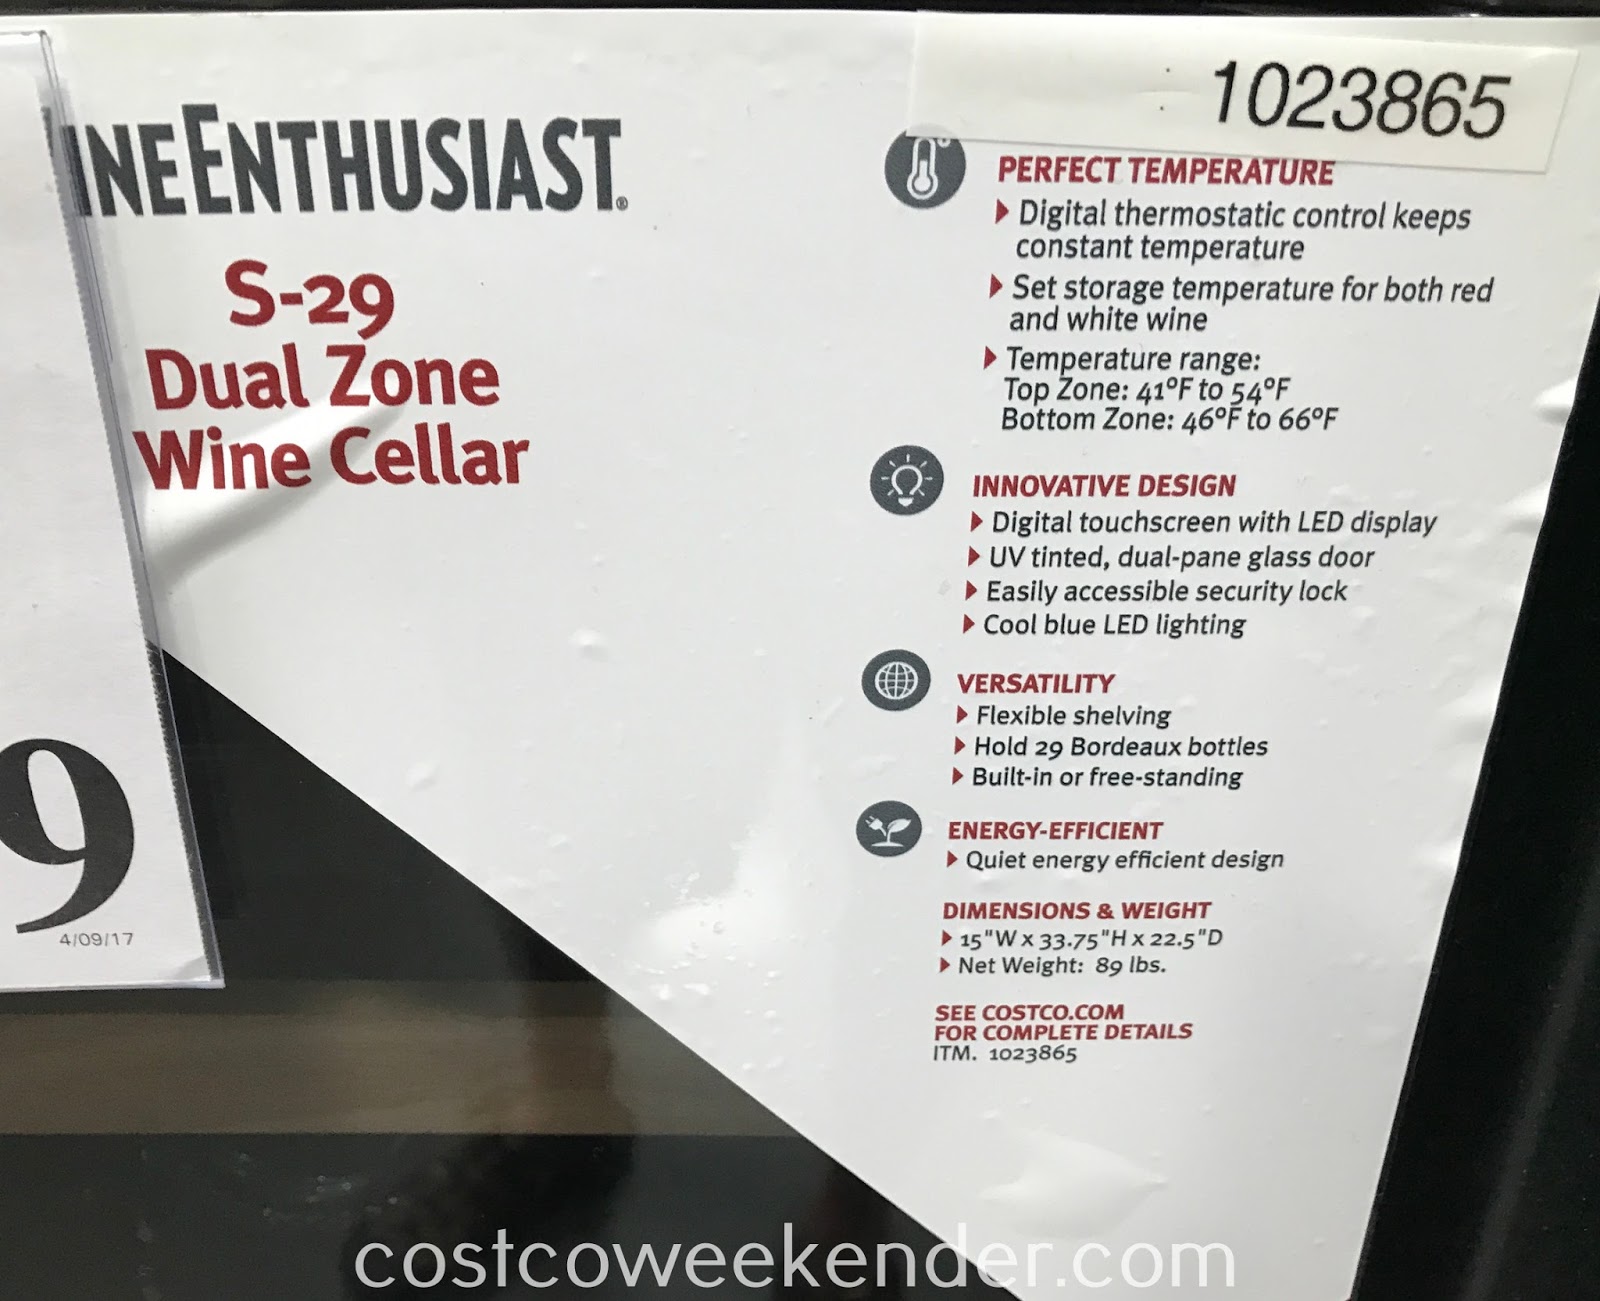 1023865
INEENTHUSIAST®
S-29
Dual Zone
Wine Cellar
PERFECT TEMPERATURE
Digital thermostatic control keeps
constant temperature
Set storage temperature for both red
and white wine
Temperature range:
Top Zone: 41°F to 54°F
Bottom Zone: 46°F to 66°F
INNOVATIVE DESIGN
Digital touchscreen with LED display
UV tinted, dual-pane glass door
Easily accessible security lock
Cool blue LED lighting
VERSATILITY
Flexible shelving
Hold 29 Bordeaux bottles
Built-in or free-standing
ENERGY-EFFICIENT
Quiet energy efficient design
DIMENSIONS & WEIGHT
15"W x 33.75"H x 22.5"D
Net Weight: 89 lbs.
SEE COSTCO.COM
FOR COMPLETE DETAILS
ITM. 1023865
9
4/09/17
costcoweekender.com